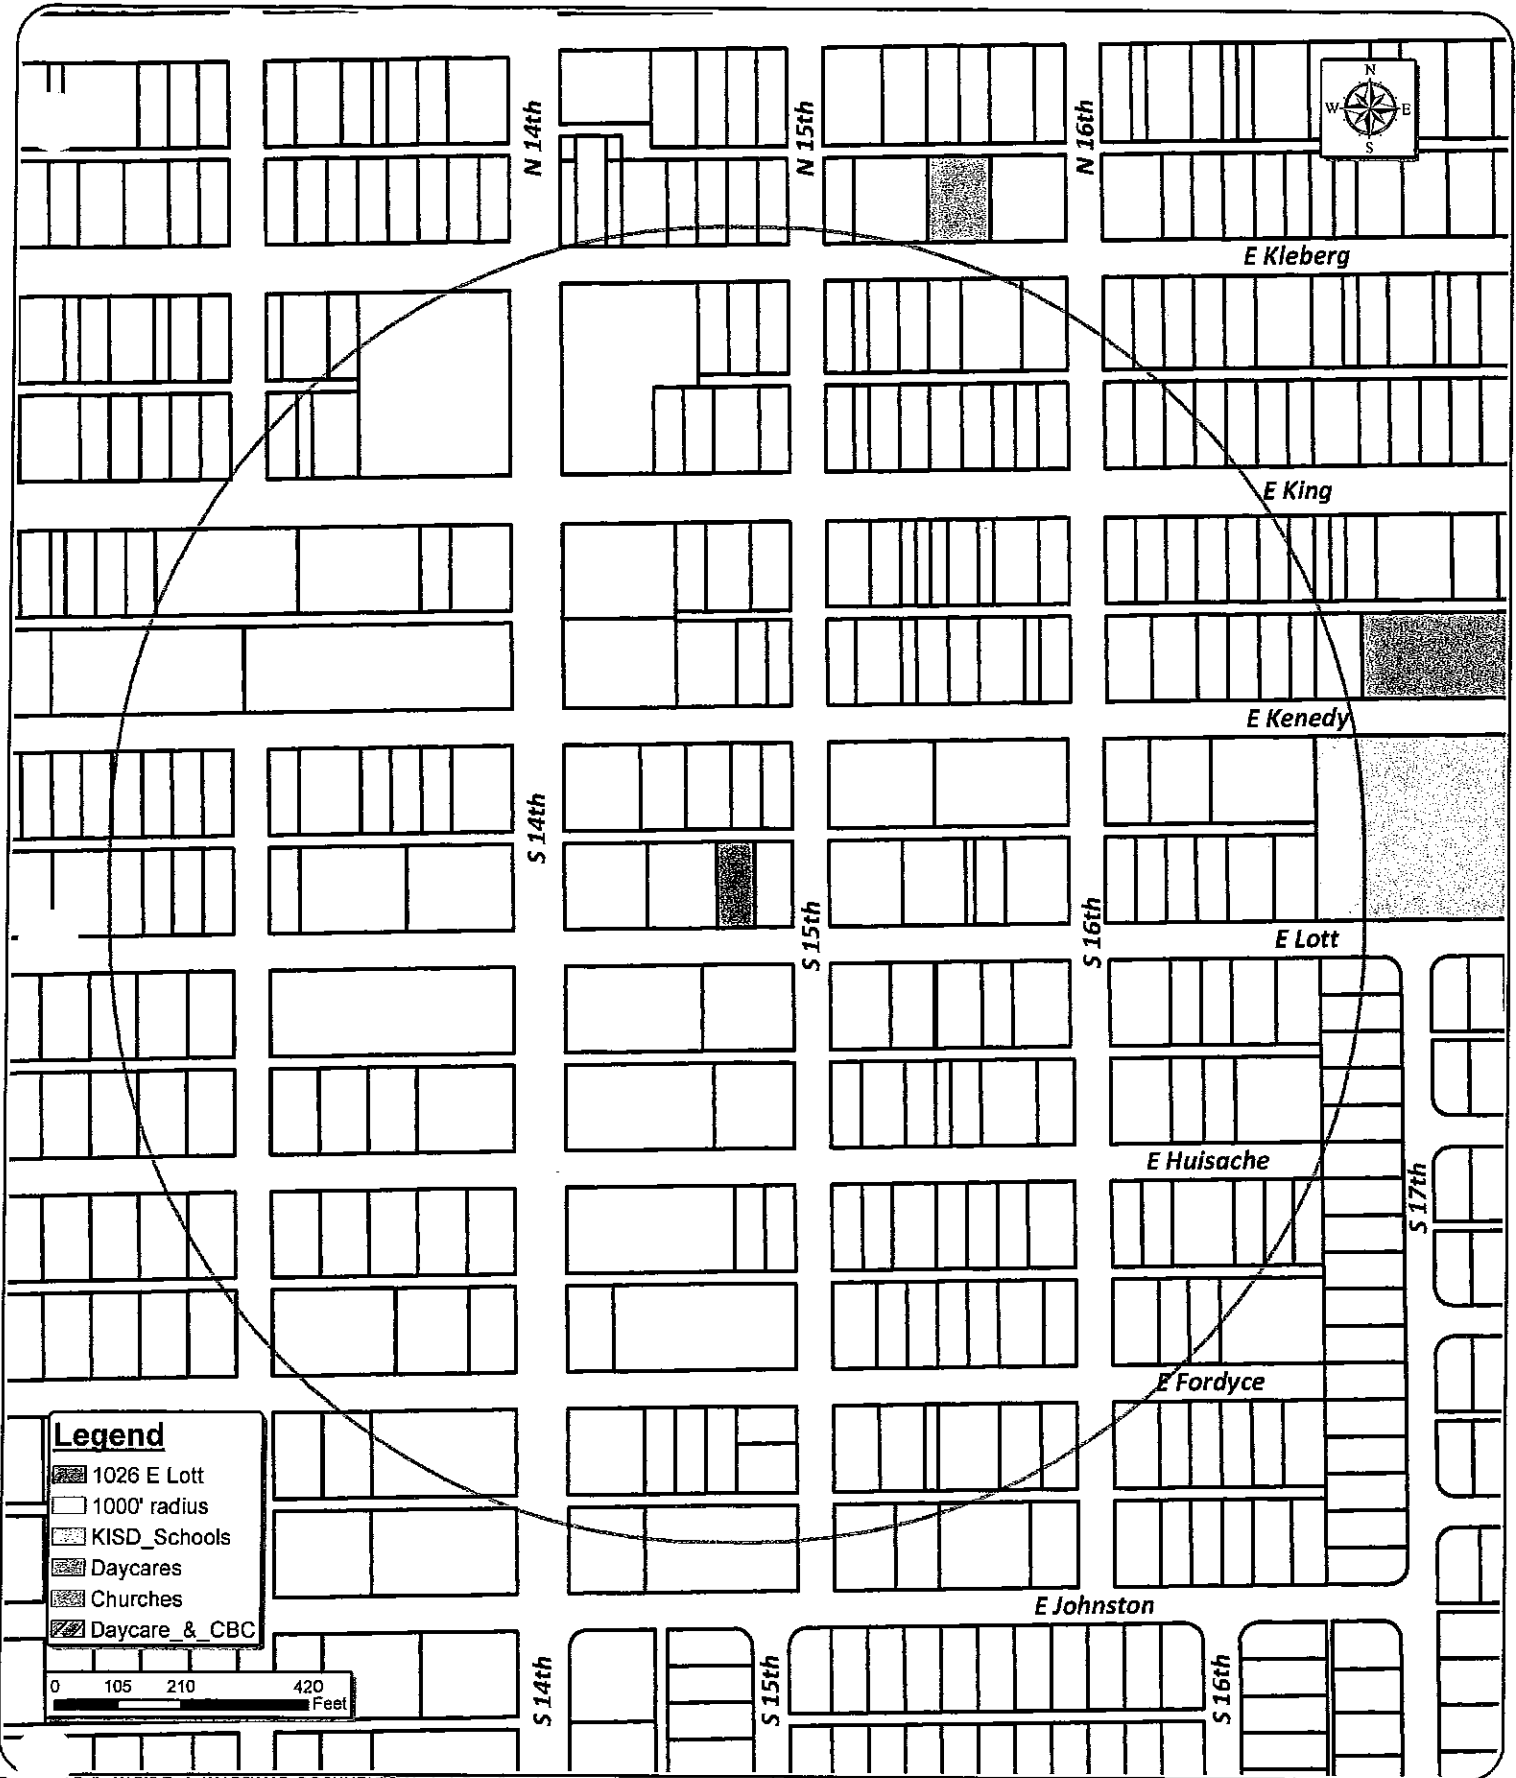 N 14th
N 15th
N 16th
N
W E
S
E Kleberg
E King
E Kenedy
S 14th
S 15th
S 16th
E Lott
E Huisache
S 17th
E Fordyce
Legend
1026 E Lott
1000' radius
KISD_Schools
Daycares
Churches
Daycare_&_CBC
E Johnston
0 105 210 420
Feet
S 14th
S 15th
S 16th